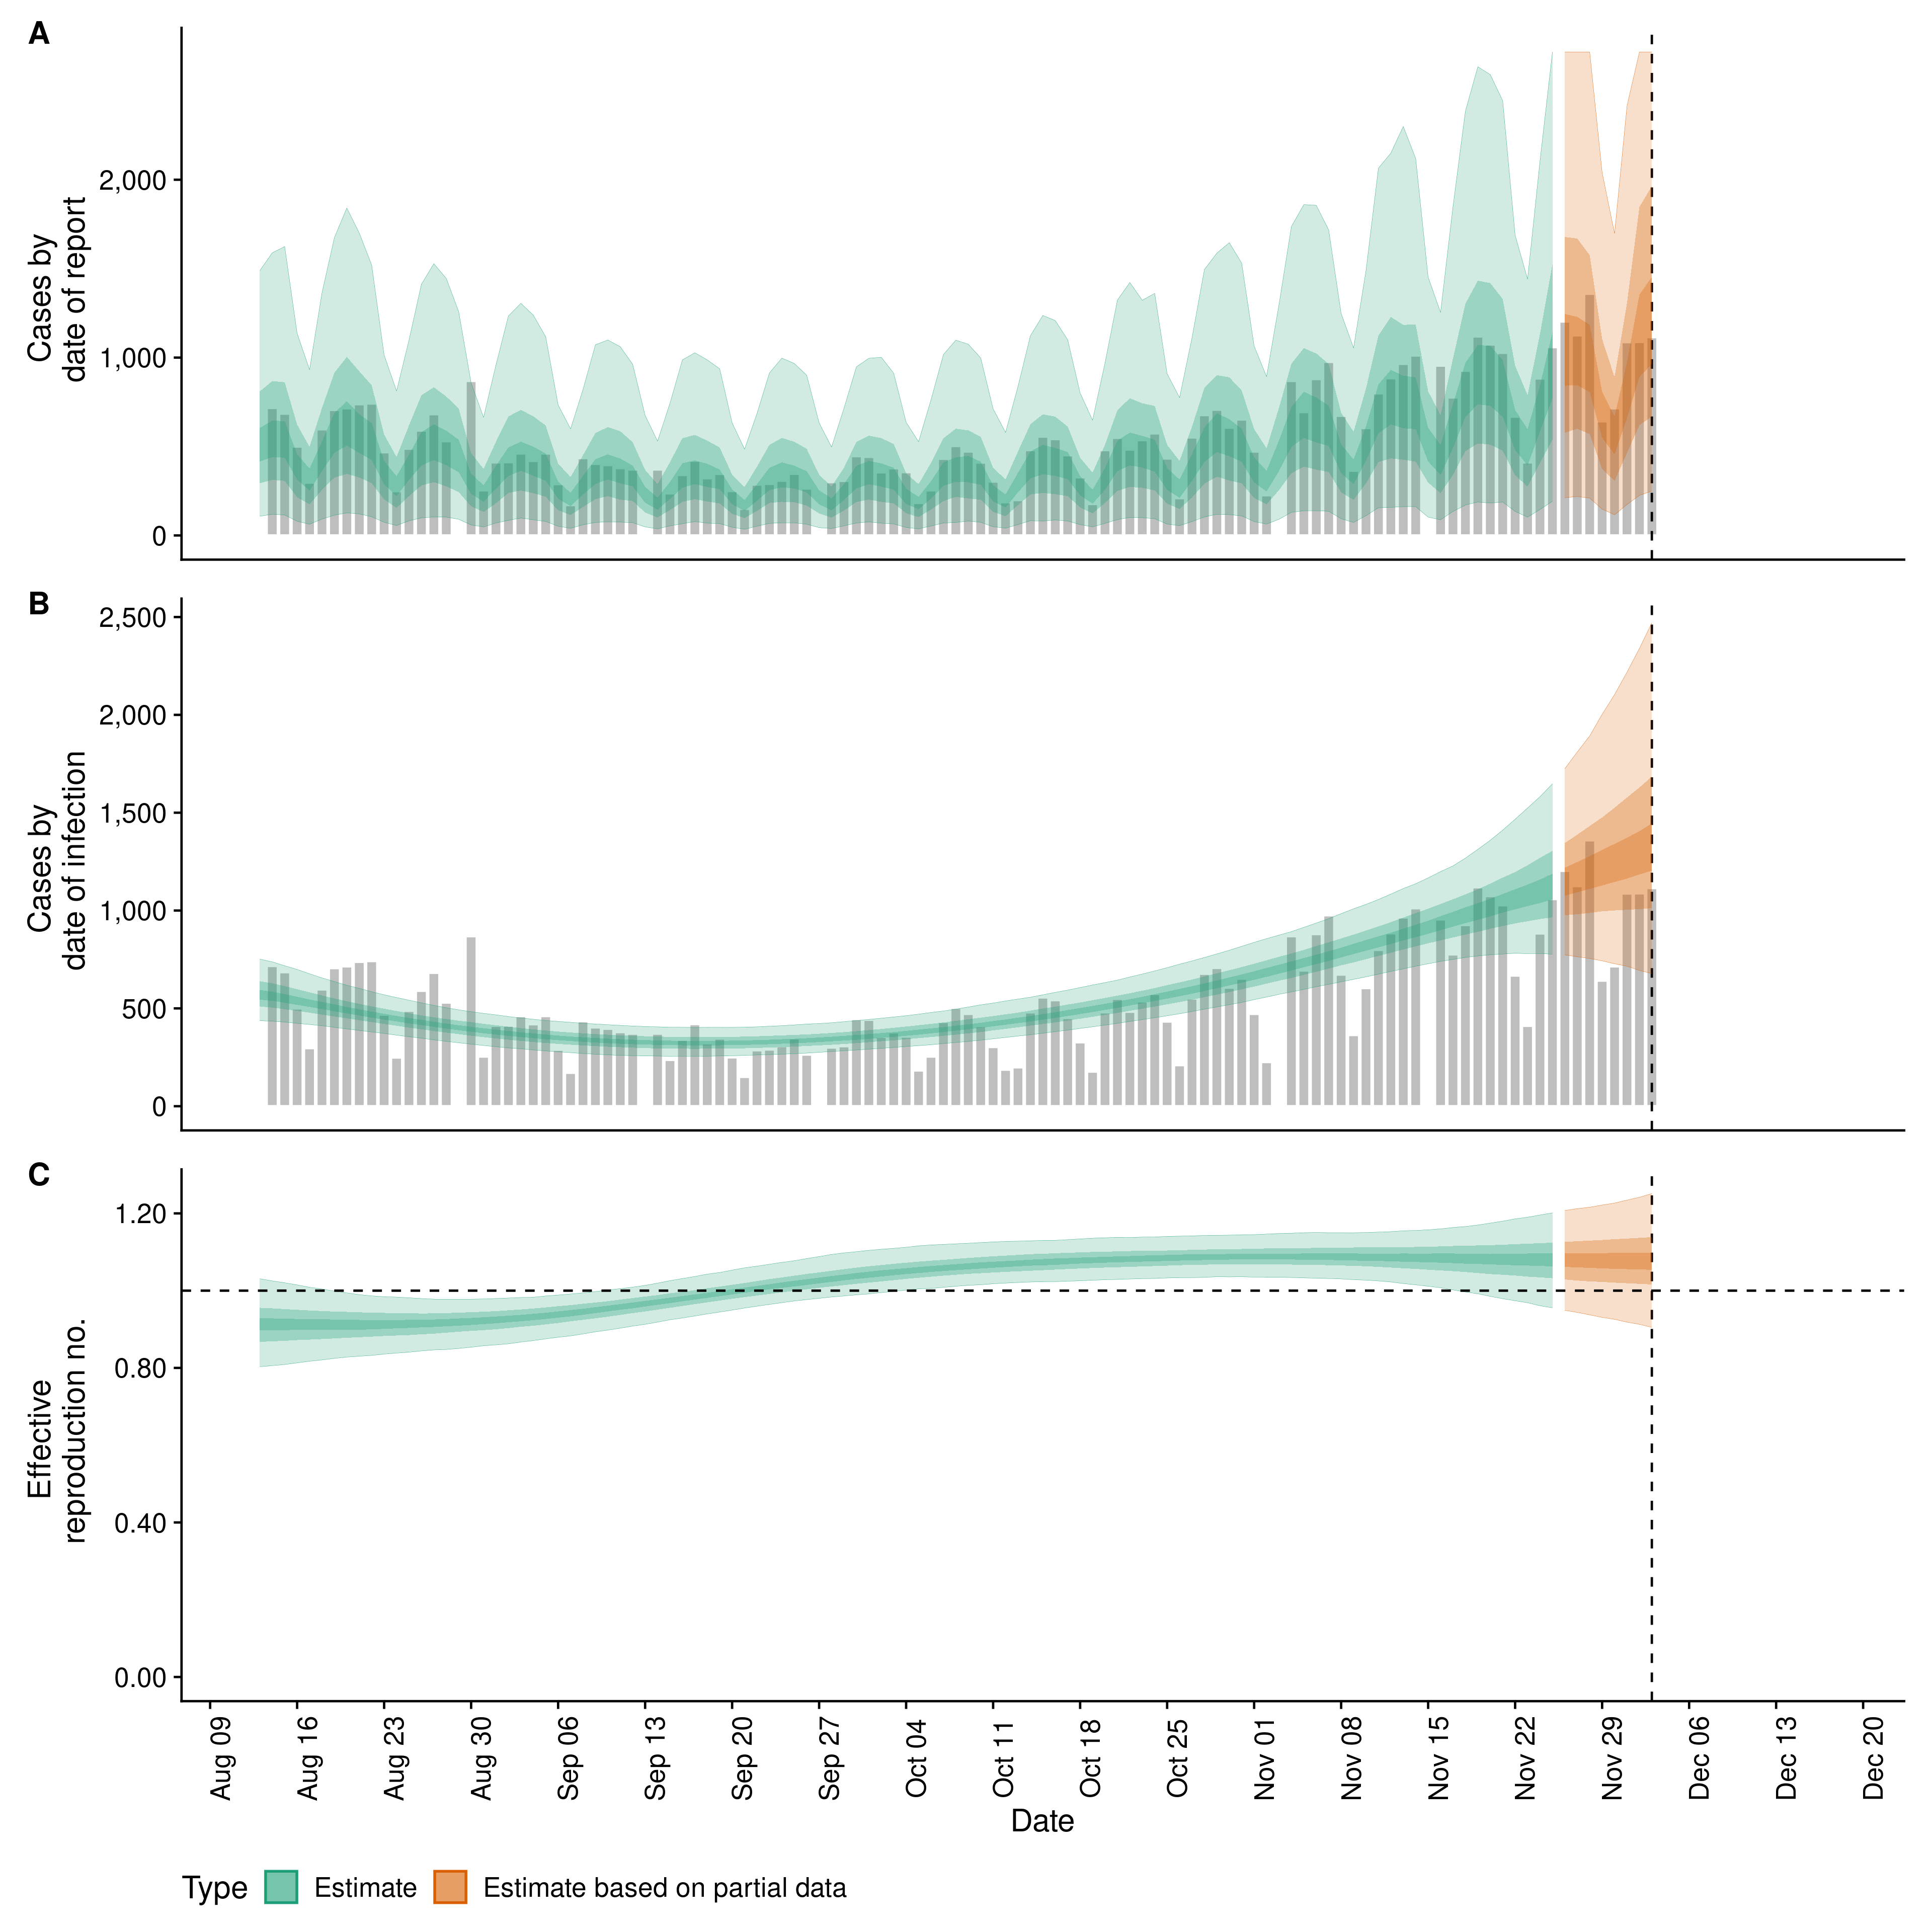 A
Cases by
date of report
2,000
1,000
0
B
Cases by
date of infection
2,500
2,000
1,500
1,000
500
0
C
Effective
reproduction no.
1.20
0.80
0.40
0.00
Aug 09 Aug 16 Aug 23 Aug 30 Sep 06 Sep 13 Sep 20 Sep 27 Oct 04 Oct 11 Oct 18 Oct 25 Nov 01 Nov 08 Nov 15 Nov 22 Nov 29 Dec 06 Dec 13 Dec 20
Date
Type Estimate Estimate based on partial data